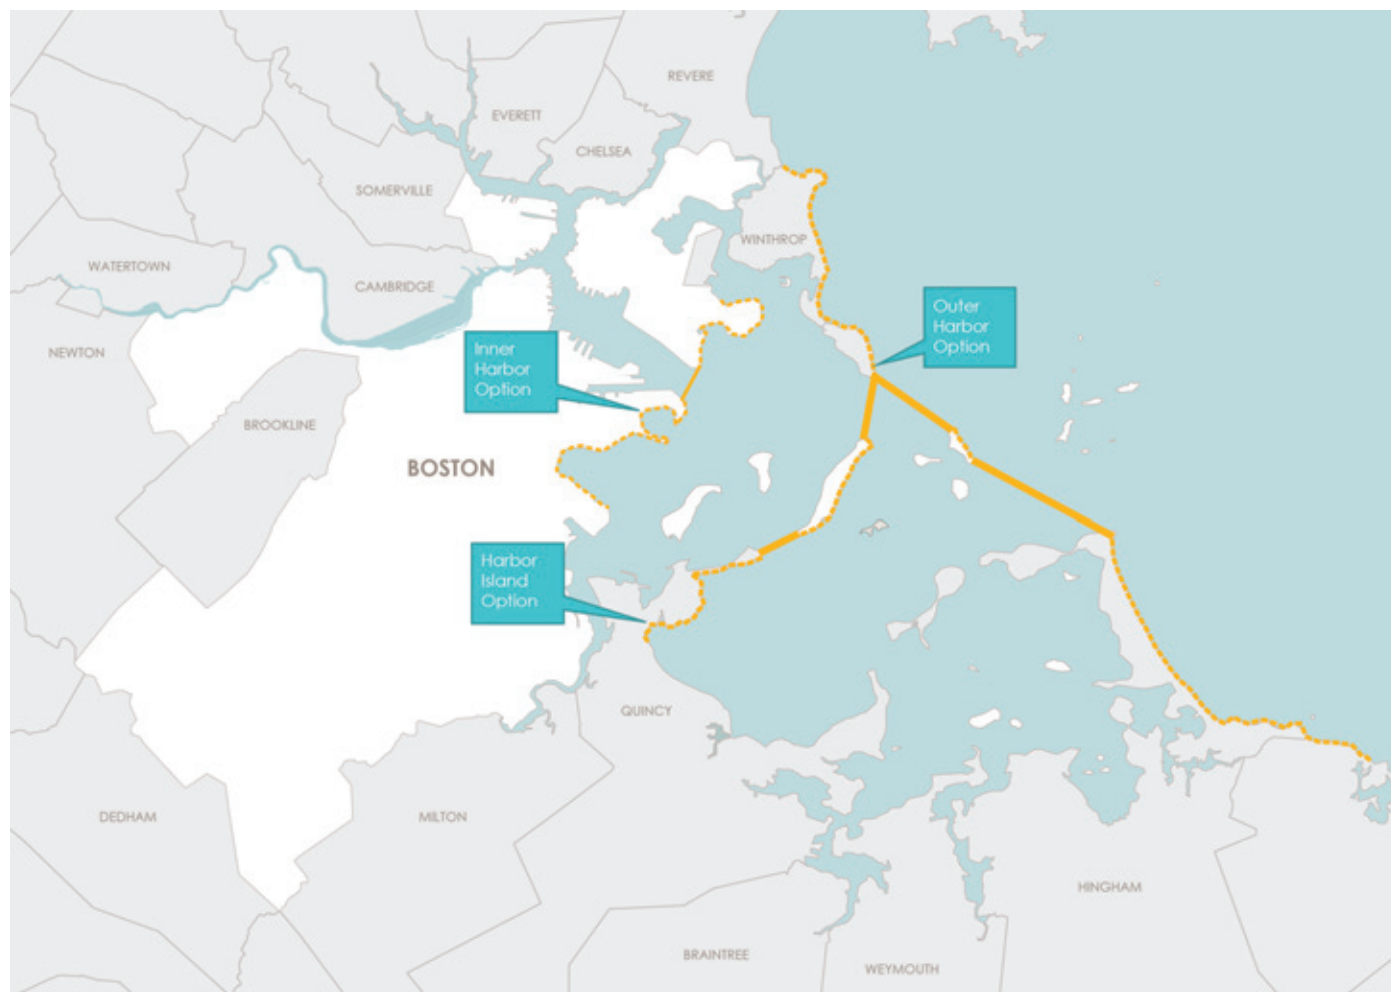 REVERE
EVERETT
CHELSEA
SOMERVILLE
WINTHROP
WATERTOWN
CAMBRIDGE
Outer
Harbor
Option
NEWTON
Inner
Harbor
Option
BROOKLINE
BOSTON
Harbor
Island
Option
QUINCY
DEDHAM
MILTON
HINGHAM
BRAINTREE
WEYMOUTH